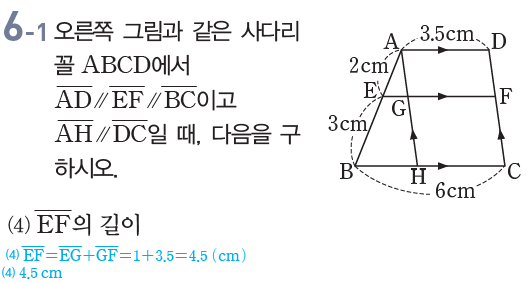 6-1 오른쪽 그림과 같은 사다리
꼴 ABCD에서
AD∥EF∥BC이고
AH∥DC일 때, 다음을 구
하시오.
A 3.5cm D
2cm
E G F
3cm
B H C
6cm
(4) EF의 길이
(4) EF=EG+GF=1+3.5=4.5 (cm)
(4) 4.5 cm